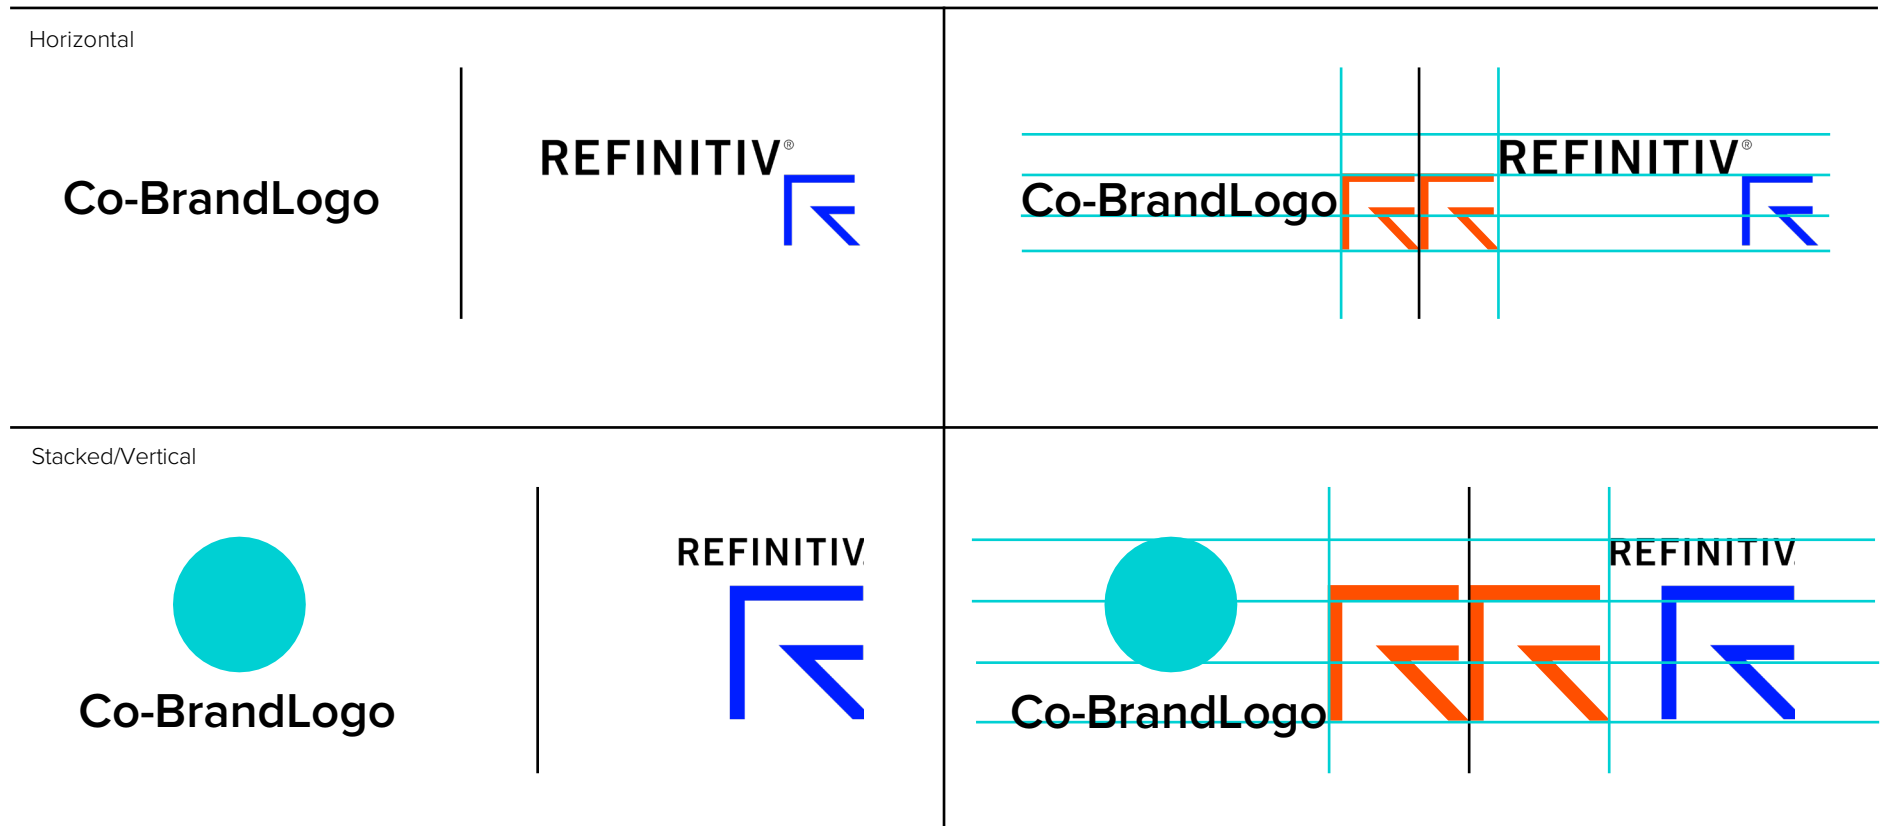 Horizontal
Co-BrandLogo
REFINITIV®
Co-BrandLogo
REFINITIV®
Stacked/Vertical
REFINITIV
Co-BrandLogo
REFINITIV
Co-BrandLogo